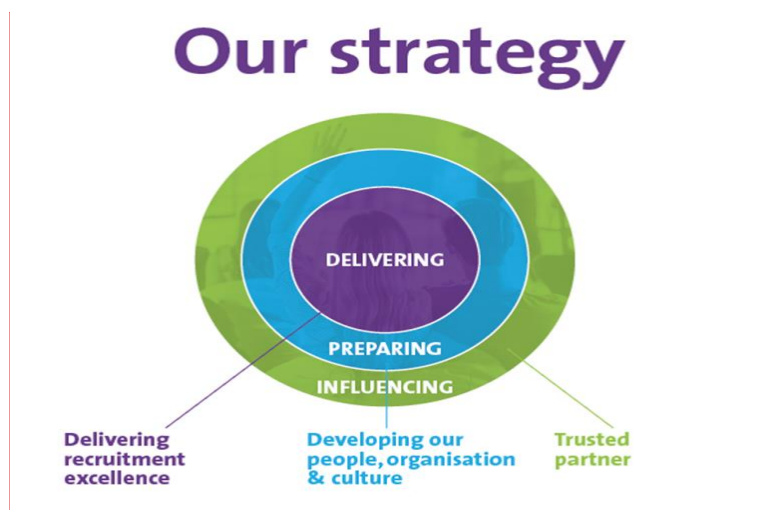 Our strategy
DELIVERING
PREPARING
INFLUENCING
Delivering
recruitment
excellence
Developing our
people, organisation
& culture
Trusted
partner